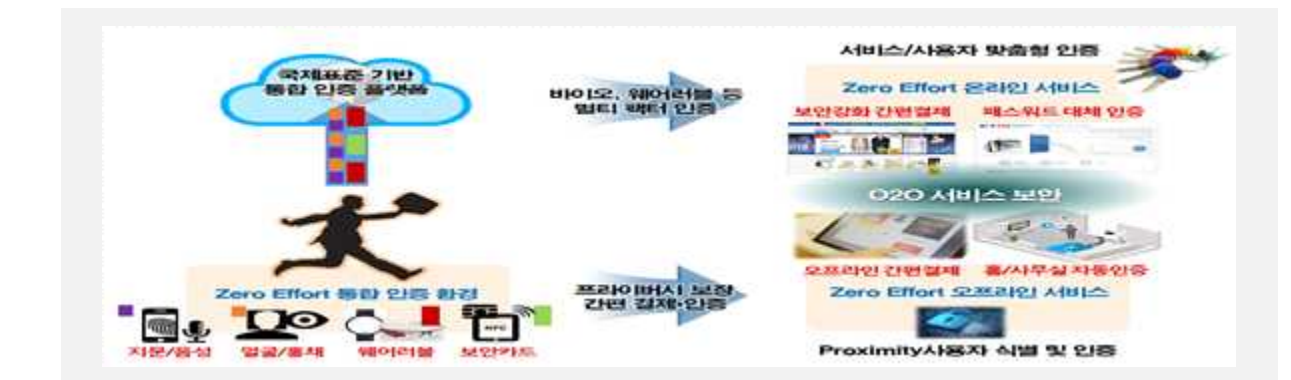 국제표준 기반
통합 인증 플랫폼
Zero Effort 통합 인증 환경
지문/음성
얼굴/홍채
웨어러블
보안카드
NFC
바이오, 웨어러블 등
멀티 팩터 인증
프라이버시 보장
간편 결제·인증
서비스/사용자 맞춤형 인증
Zero Effort 온라인 서비스
보안강화 간편결제
패스워드 대체 인증
O2O 서비스 보안
오프라인 간편결제
홈/사무실 자동인증
Zero Effort 오프라인 서비스
Proximity사용자 식별 및 인증